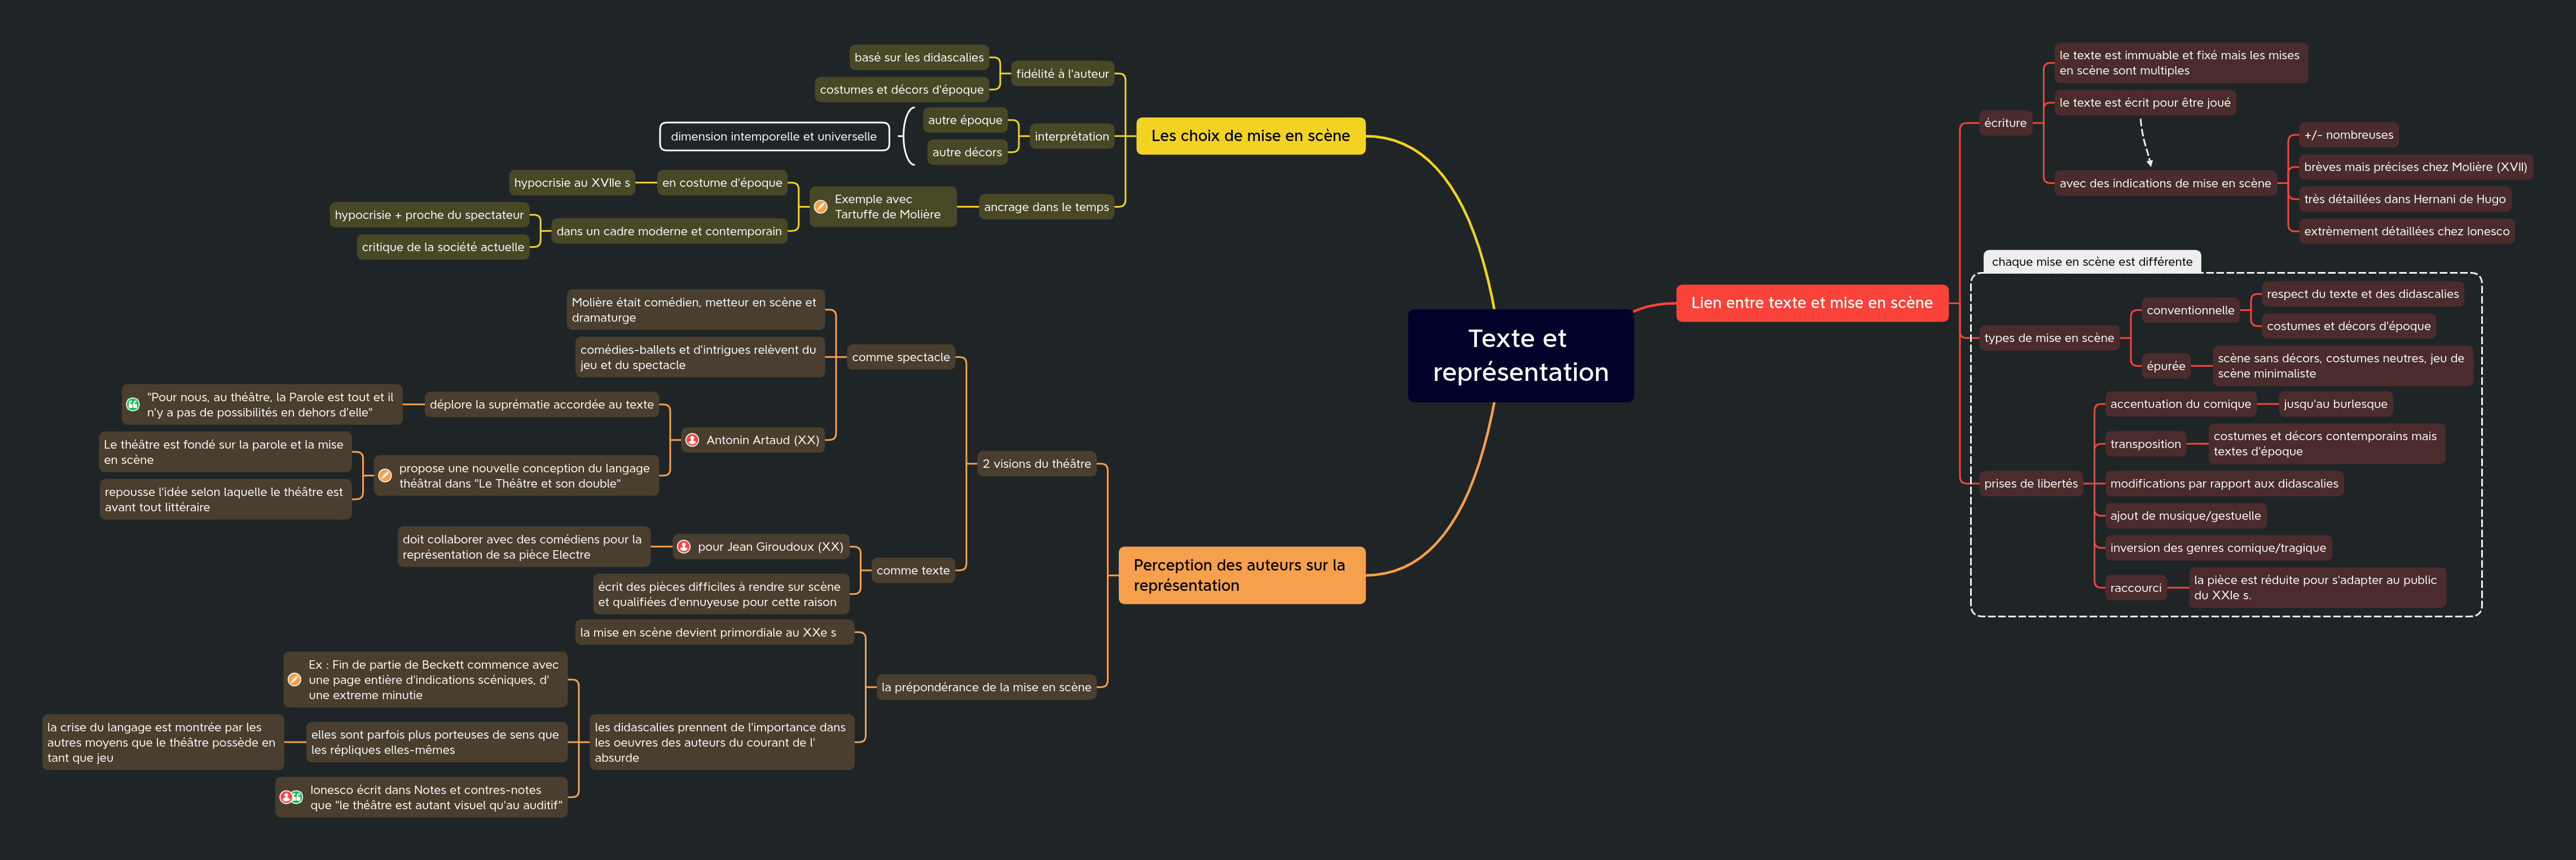 Texte et
représentation
Lien entre texte et mise en scène
écriture
le texte est immuable et fixé mais les mises
en scène sont multiples
le texte est écrit pour être joué
avec des indications de mise en scène
+/- nombreuses
brèves mais précises chez Molière (XVII)
très détaillées dans Hernani de Hugo
extrèmement détaillées chez Ionesco
chaque mise en scène est différente
types de mise en scène
conventionnelle
respect du texte et des didascalies
costumes et décors d'époque
épurée
scène sans décors, costumes neutres, jeu de
scène minimaliste
prises de libertés
accentuation du comique
jusqu'au burlesque
transposition
costumes et décors contemporains mais
textes d'époque
modifications par rapport aux didascalies
ajout de musique/gestuelle
inversion des genres comique/tragique
raccourci
la pièce est réduite pour s'adapter au public
du XXIe s.
Les choix de mise en scène
fidélité à l'auteur
basé sur les didascalies
costumes et décors d'époque
interprétation
autre époque
autre décors
dimension intemporelle et universelle
ancrage dans le temps
Exemple avec
Tartuffe de Molière
en costume d'époque
hypocrisie au XVIIe s
dans un cadre moderne et contemporain
hypocrisie + proche du spectateur
critique de la société actuelle
Perception des auteurs sur la
représentation
2 visions du théâtre
comme spectacle
Molière était comédien, metteur en scène et
dramaturge
comédies-ballets et d'intrigues relèvent du
jeu et du spectacle
Antonin Artaud (XX)
déplore la suprématie accordée au texte
"Pour nous, au théâtre, la Parole est tout et il
n'y a pas de possibilités en dehors d'elle"
propose une nouvelle conception du langage
théâtral dans "Le Théâtre et son double"
Le théâtre est fondé sur la parole et la mise
en scène
repousse l'idée selon laquelle le théâtre est
avant tout littéraire
comme texte
pour Jean Giroudoux (XX)
doit collaborer avec des comédiens pour la
représentation de sa pièce Electre
écrit des pièces difficiles à rendre sur scène
et qualifiées d'ennuyeuse pour cette raison
la prépondérance de la mise en scène
la mise en scène devient primordiale au XXe s
les didascalies prennent de l'importance dans
les oeuvres des auteurs du courant de l'
absurde
Ex : Fin de partie de Beckett commence avec
une page entière d'indications scéniques, d'
une extreme minutie
elles sont parfois plus porteuses de sens que
les répliques elles-mêmes
la crise du langage est montrée par les
autres moyens que le théâtre possède en
tant que jeu
Ionesco écrit dans Notes et contres-notes
que "le théâtre est autant visuel qu'au auditif"